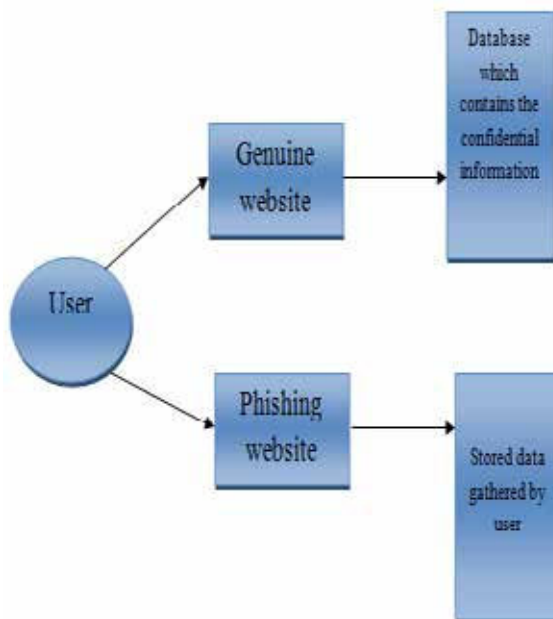 Database
which
contains the
confidential
information
Genuine
website
User
Phishing
website
Stored data
gathered by
user